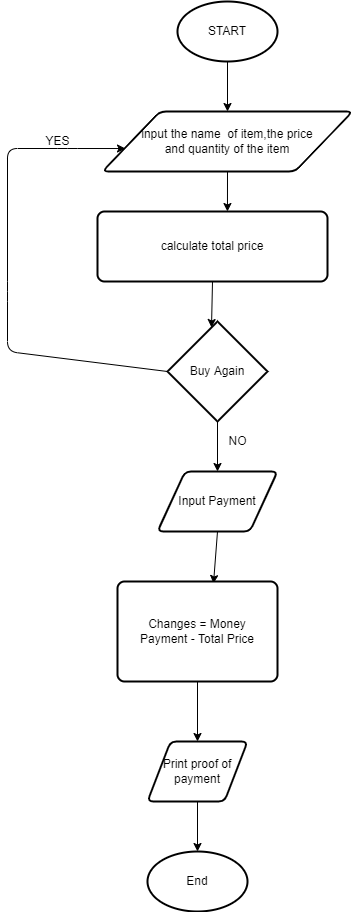 START
input the name of item,the price
and quantity of the item
YES
calculate total price
Buy Again
NO
Input Payment
Changes = Money
Payment - Total Price
Print proof of
payment
End